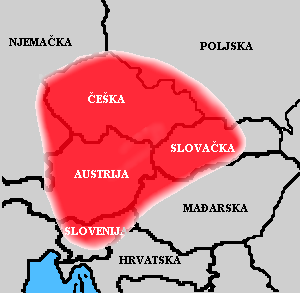 NJEMAČKA
POLJSKA
ČEŠKA
SLOVAČKA
AUSTRIJA
MAĐARSKA
SLOVENIJA
HRVATSKA